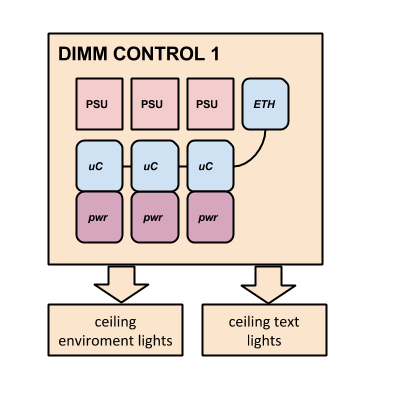 DIMM CONTROL 1
PSU PSU PSU ETH
uC uC uC
pwr pwr pwr
ceiling
enviroment lights
ceiling text
lights